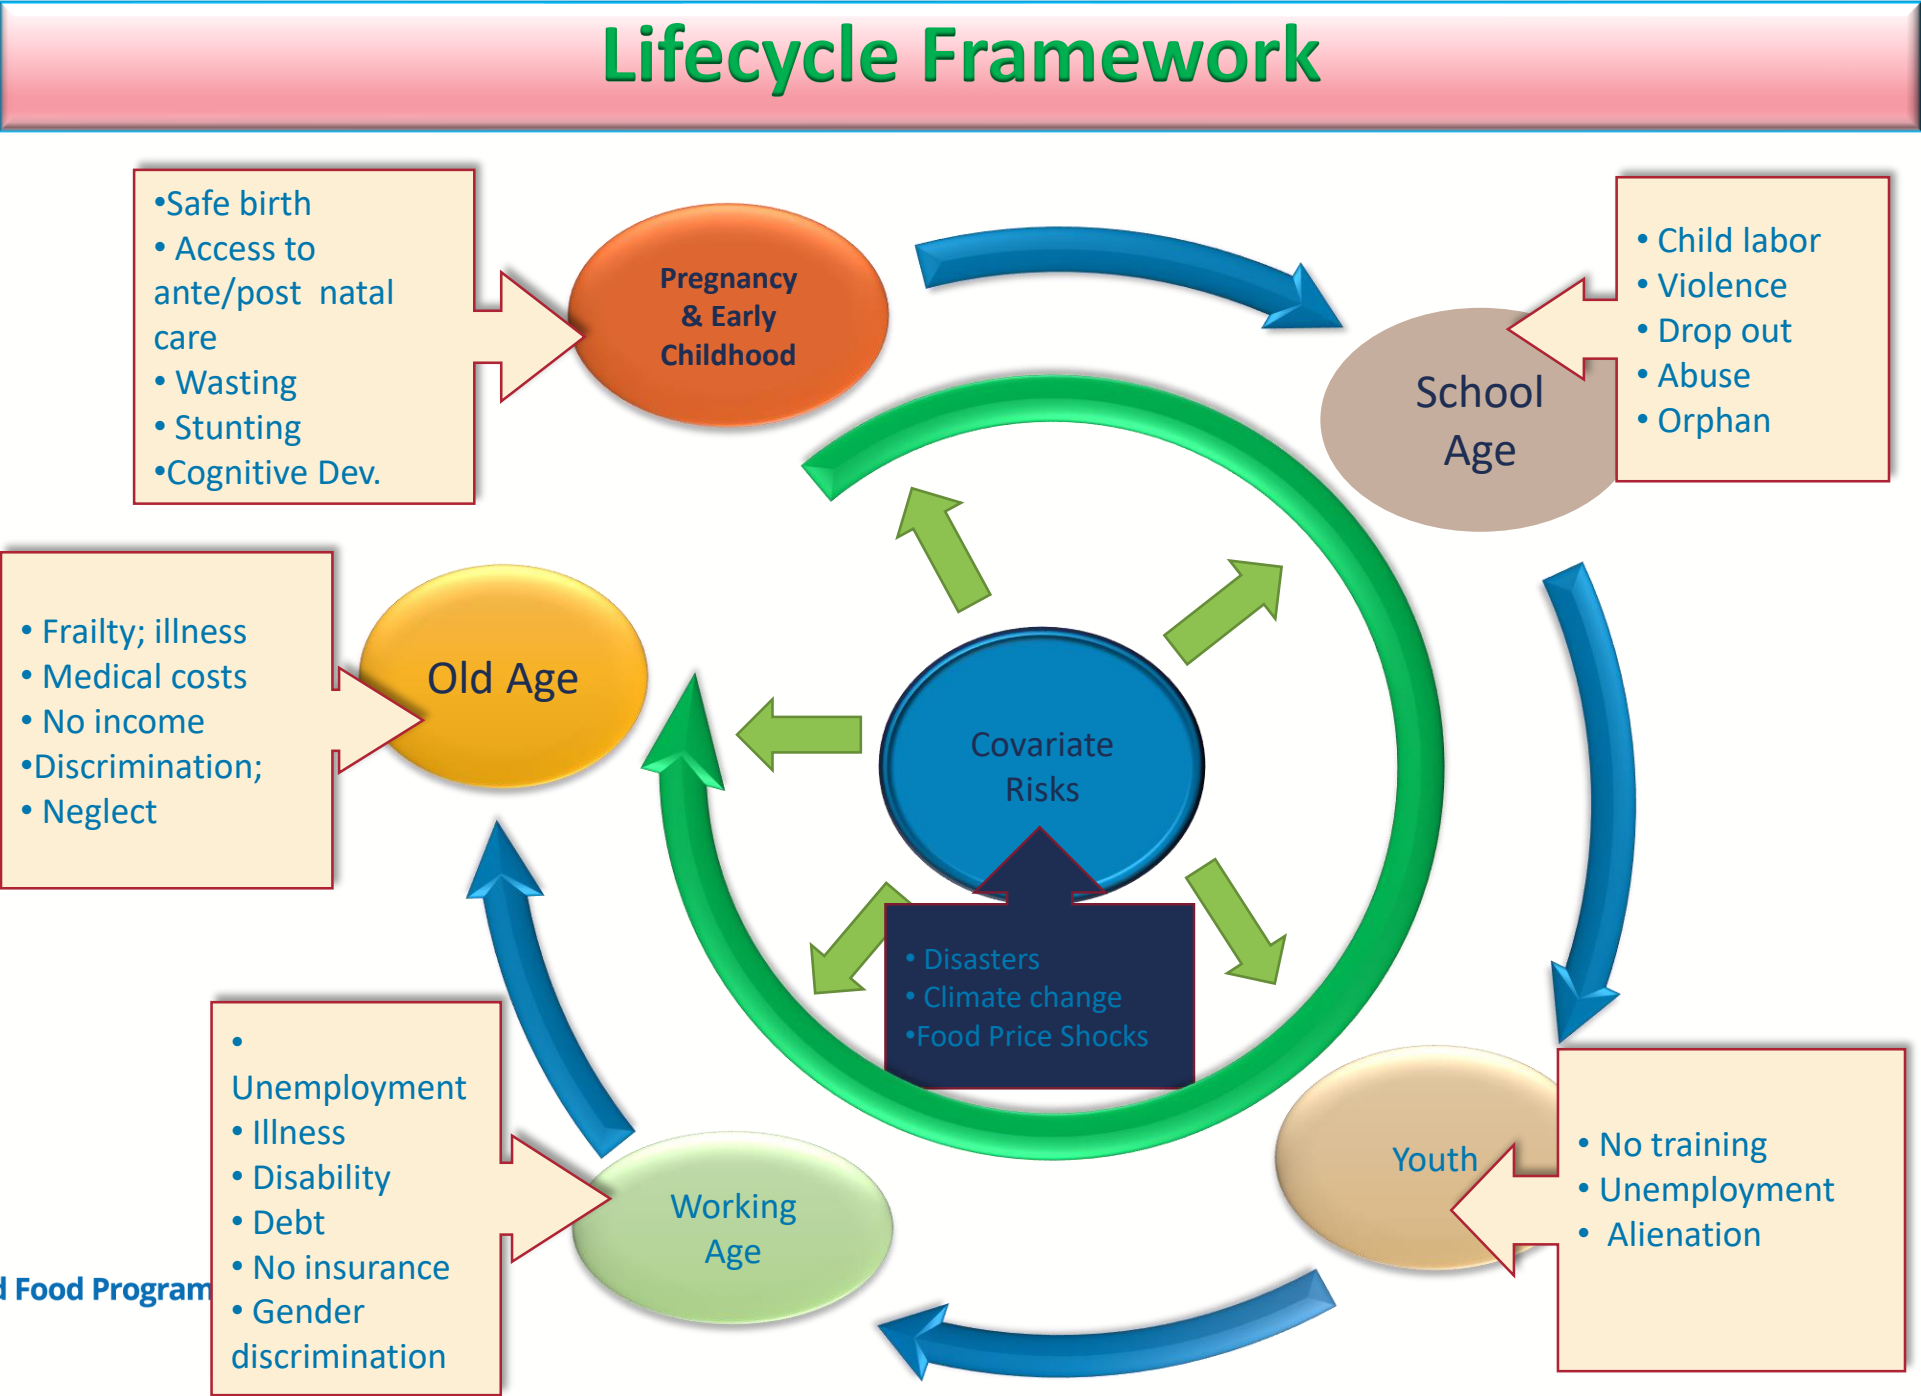 Lifecycle Framework
•Safe birth
• Access to
ante/post natal
care
• Wasting
• Stunting
•Cognitive Dev.
Pregnancy
& Early
Childhood
• Child labor
• Violence
• Drop out
• Abuse
• Orphan
School
Age
• Frailty; illness
• Medical costs
• No income
•Discrimination;
• Neglect
Old Age
Covariate
Risks
• Disasters
• Climate change
•Food Price Shocks
•
Unemployment
• Illness
• Disability
• Debt
• No insurance
• Gender
discrimination
Working
Age
Youth
• No training
• Unemployment
• Alienation
d Food Program